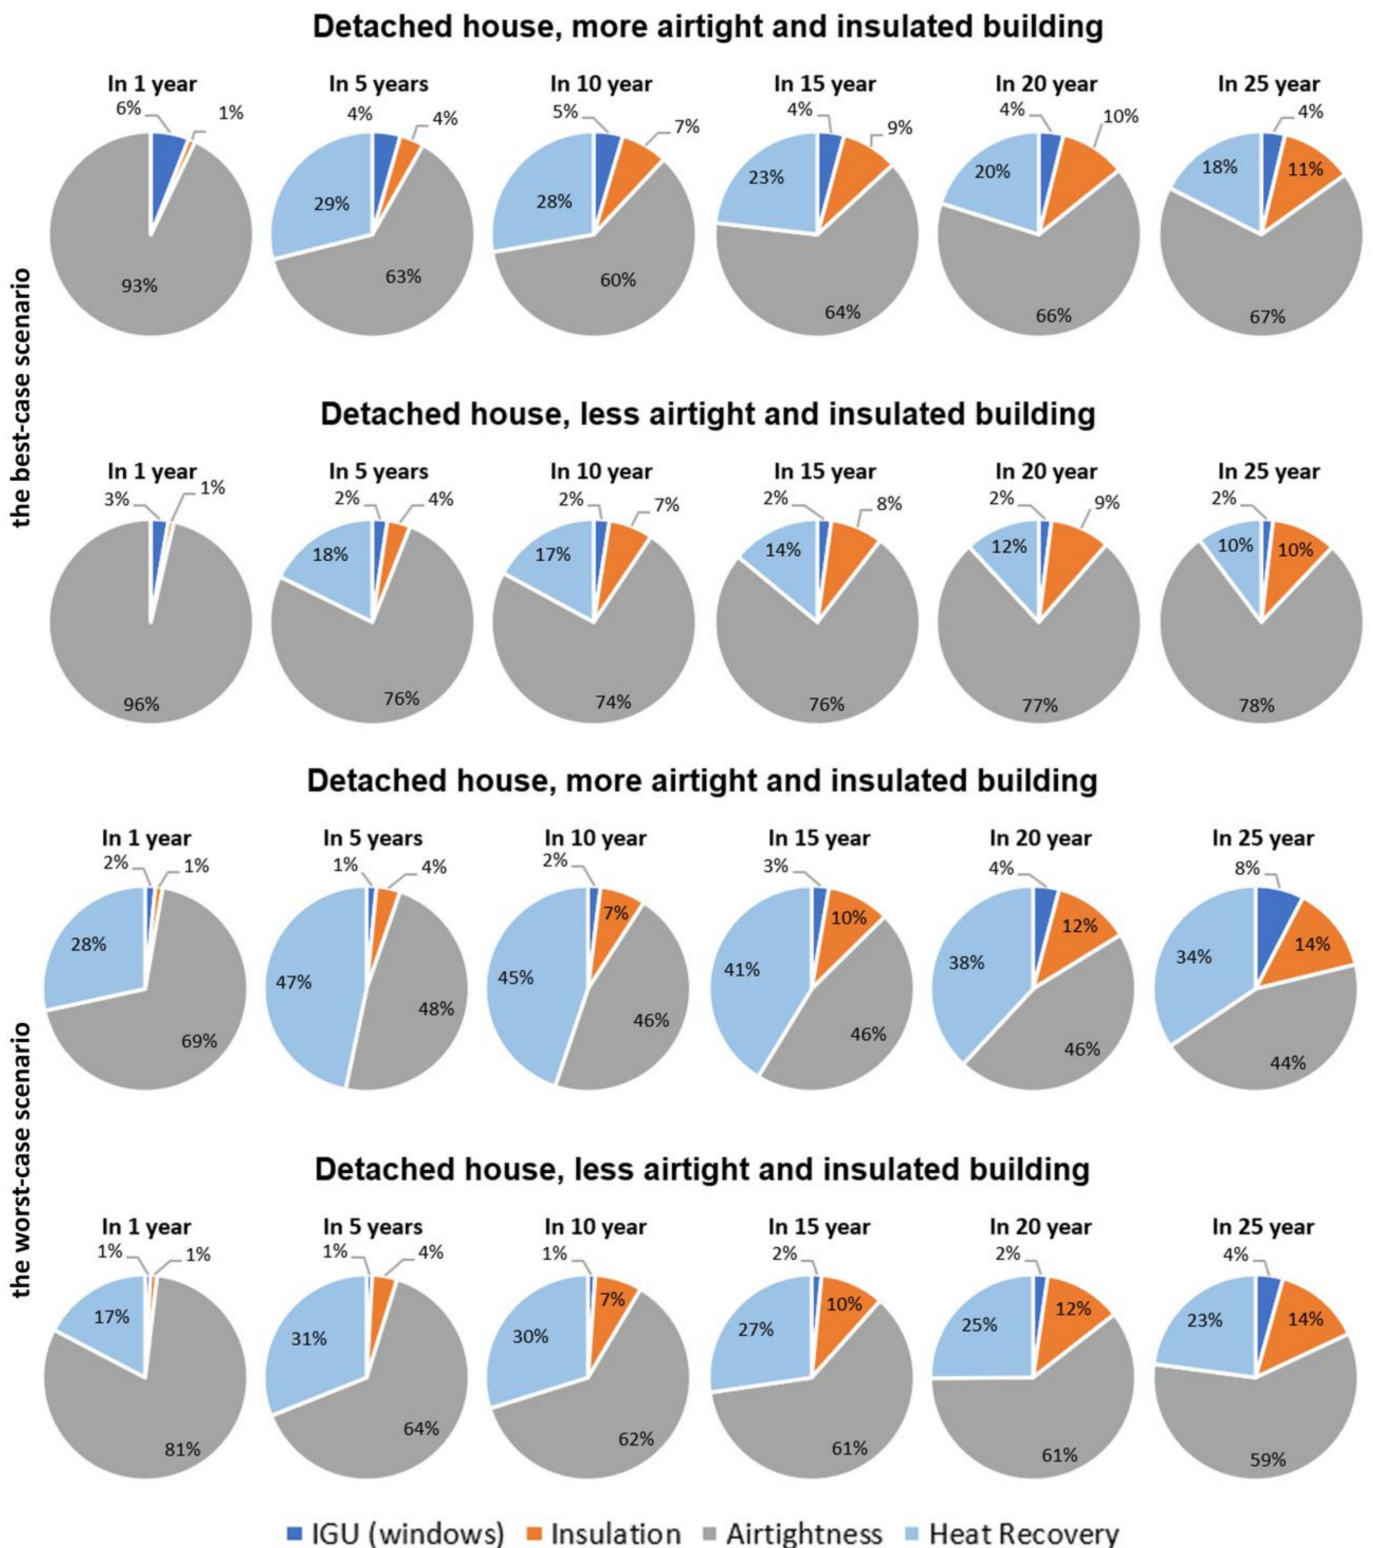 Detached house, more airtight and insulated building
In 1 year In 5 years In 10 year In 15 year In 20 year In 25 year
6% 1% 4% 4% 5% 7% 4% 9% 4% 10% 4%
29% 28% 23% 20% 18% 11%
93% 63% 60% 64% 66% 67%
the best-case scenario
Detached house, less airtight and insulated building
In 1 year In 5 years In 10 year In 15 year In 20 year In 25 year
3% 1% 2% 4% 2% 7% 2% 8% 2% 9% 2%
18% 17% 14% 12% 10% 10%
96% 76% 74% 76% 77% 78%
Detached house, more airtight and insulated building
In 1 year In 5 years In 10 year In 15 year In 20 year In 25 year
2% 1% 1% 4% 2% 3% 4% 8%
28% 47% 45% 7% 41% 10% 38% 12% 34% 14%
69% 48% 46% 46% 46% 44%
the worst-case scenario
Detached house, less airtight and insulated building
In 1 year In 5 years In 10 year In 15 year In 20 year In 25 year
1% 1% 1% 4% 1% 2% 2% 4%
17% 31% 30% 7% 27% 10% 25% 12% 23% 14%
81% 64% 62% 61% 61% 59%
IGU (windows) Insulation Airtightness Heat Recovery